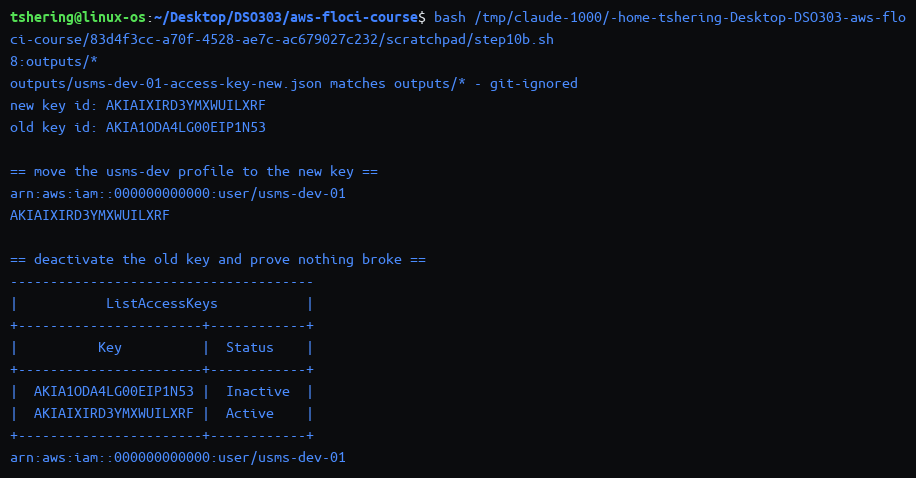 tshering@linux-os:~/Desktop/DSO303/aws-floci-course$ bash /tmp/claude-1000/-home-tshering-Desktop-DSO303-aws-flo
ci-course/83d4f3cc-a70f-4528-ae7c-ac679027c232/scratchpad/step10b.sh
8:outputs/*
outputs/usms-dev-01-access-key-new.json matches outputs/* - git-ignored
new key id: AKIAIXIRD3YMXWUILXRF
old key id: AKIA1ODA4LG00EIP1N53

== move the usms-dev profile to the new key ==
arn:aws:iam::000000000000:user/usms-dev-01
AKIAIXIRD3YMXWUILXRF

== deactivate the old key and prove nothing broke ==
--------------------------------------
|           ListAccessKeys           |
+-----------------------+------------+
|          Key          |  Status    |
+-----------------------+------------+
|  AKIA1ODA4LG00EIP1N53 |  Inactive  |
|  AKIAIXIRD3YMXWUILXRF |  Active    |
+-----------------------+------------+
arn:aws:iam::000000000000:user/usms-dev-01